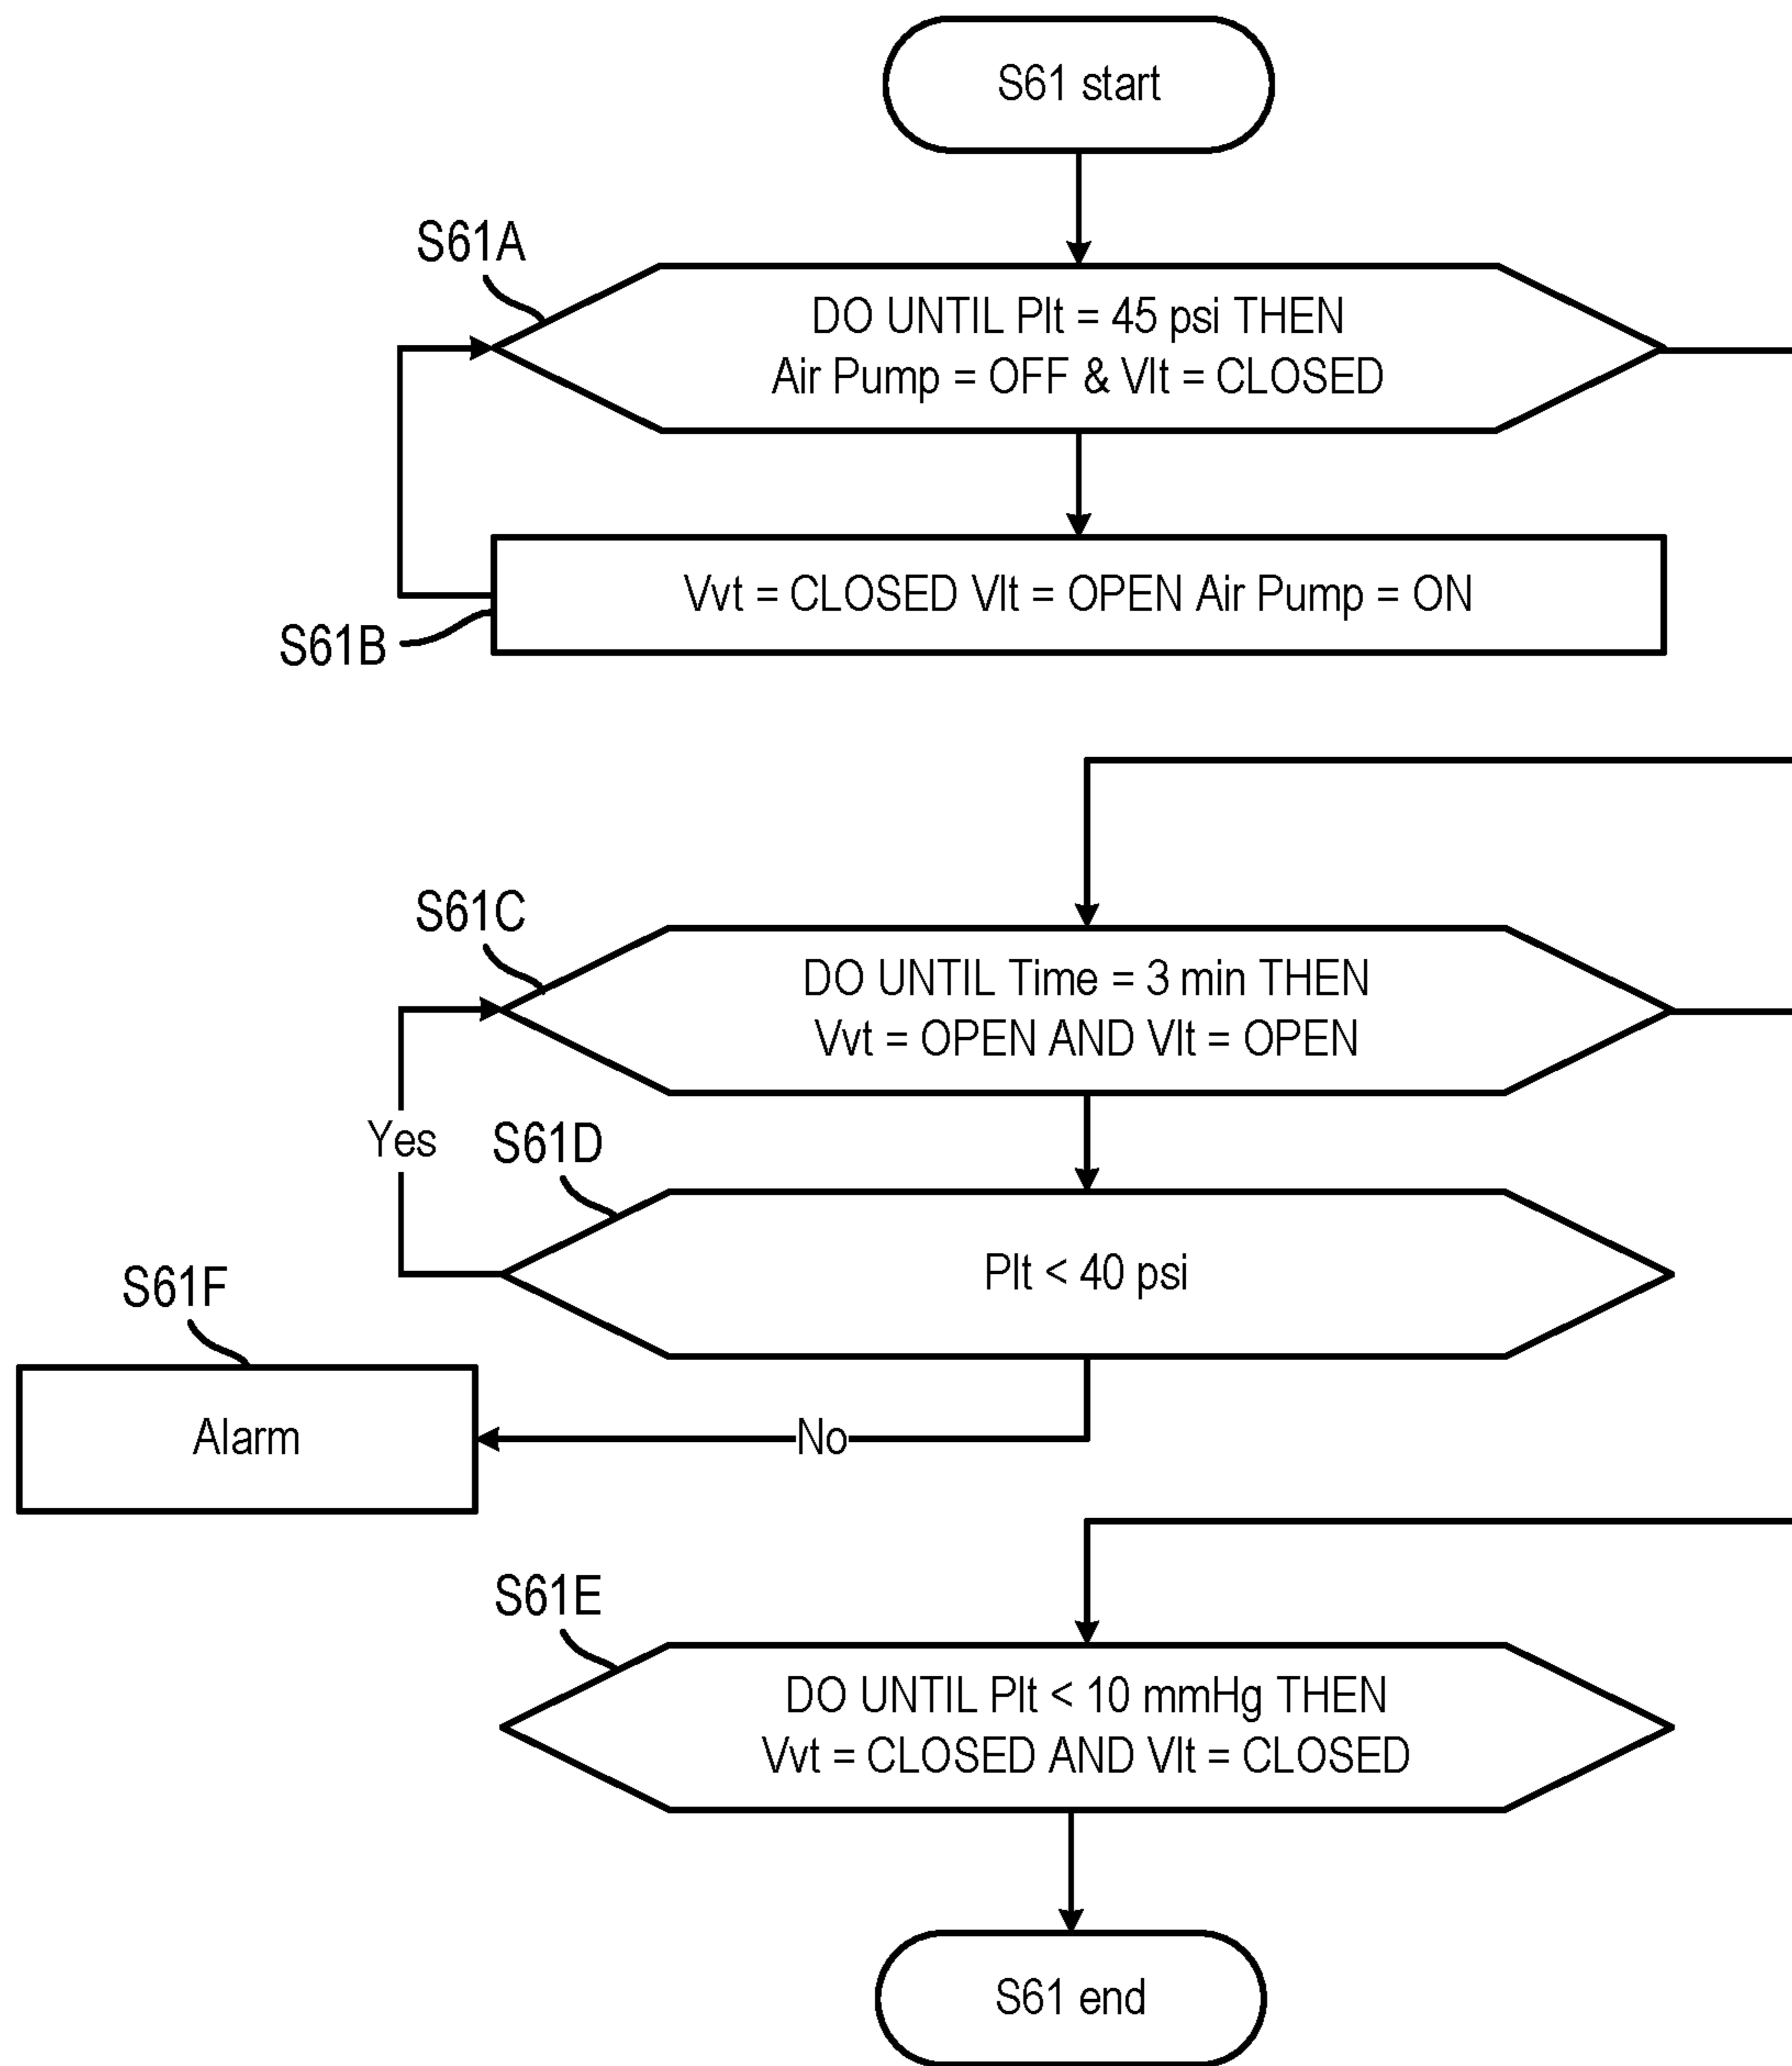 S61 start
S61A
DO UNTIL Plt = 45 psi THEN
Air Pump = OFF & Vlt = CLOSED
Vvt = CLOSED Vlt = OPEN Air Pump = ON
S61B
S61C
DO UNTIL Time = 3 min THEN
Vvt = OPEN AND Vlt = OPEN
Yes
S61D
Plt < 40 psi
S61F
Alarm
No
S61E
DO UNTIL Plt < 10 mmHg THEN
Vvt = CLOSED AND Vlt = CLOSED
S61 end